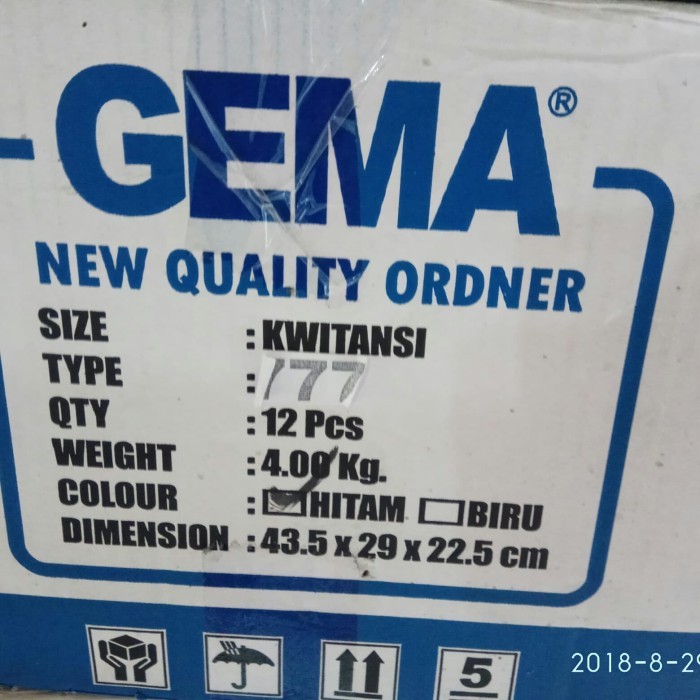 GEMA®
NEW QUALITY ORDNER
SIZE : KWITANSI
TYPE : 777
QTY : 12 Pcs
WEIGHT : 4.00 Kg.
COLOUR : HITAM BIRU
DIMENSION : 43.5 x 29 x 22.5 cm
5
2018-8-29